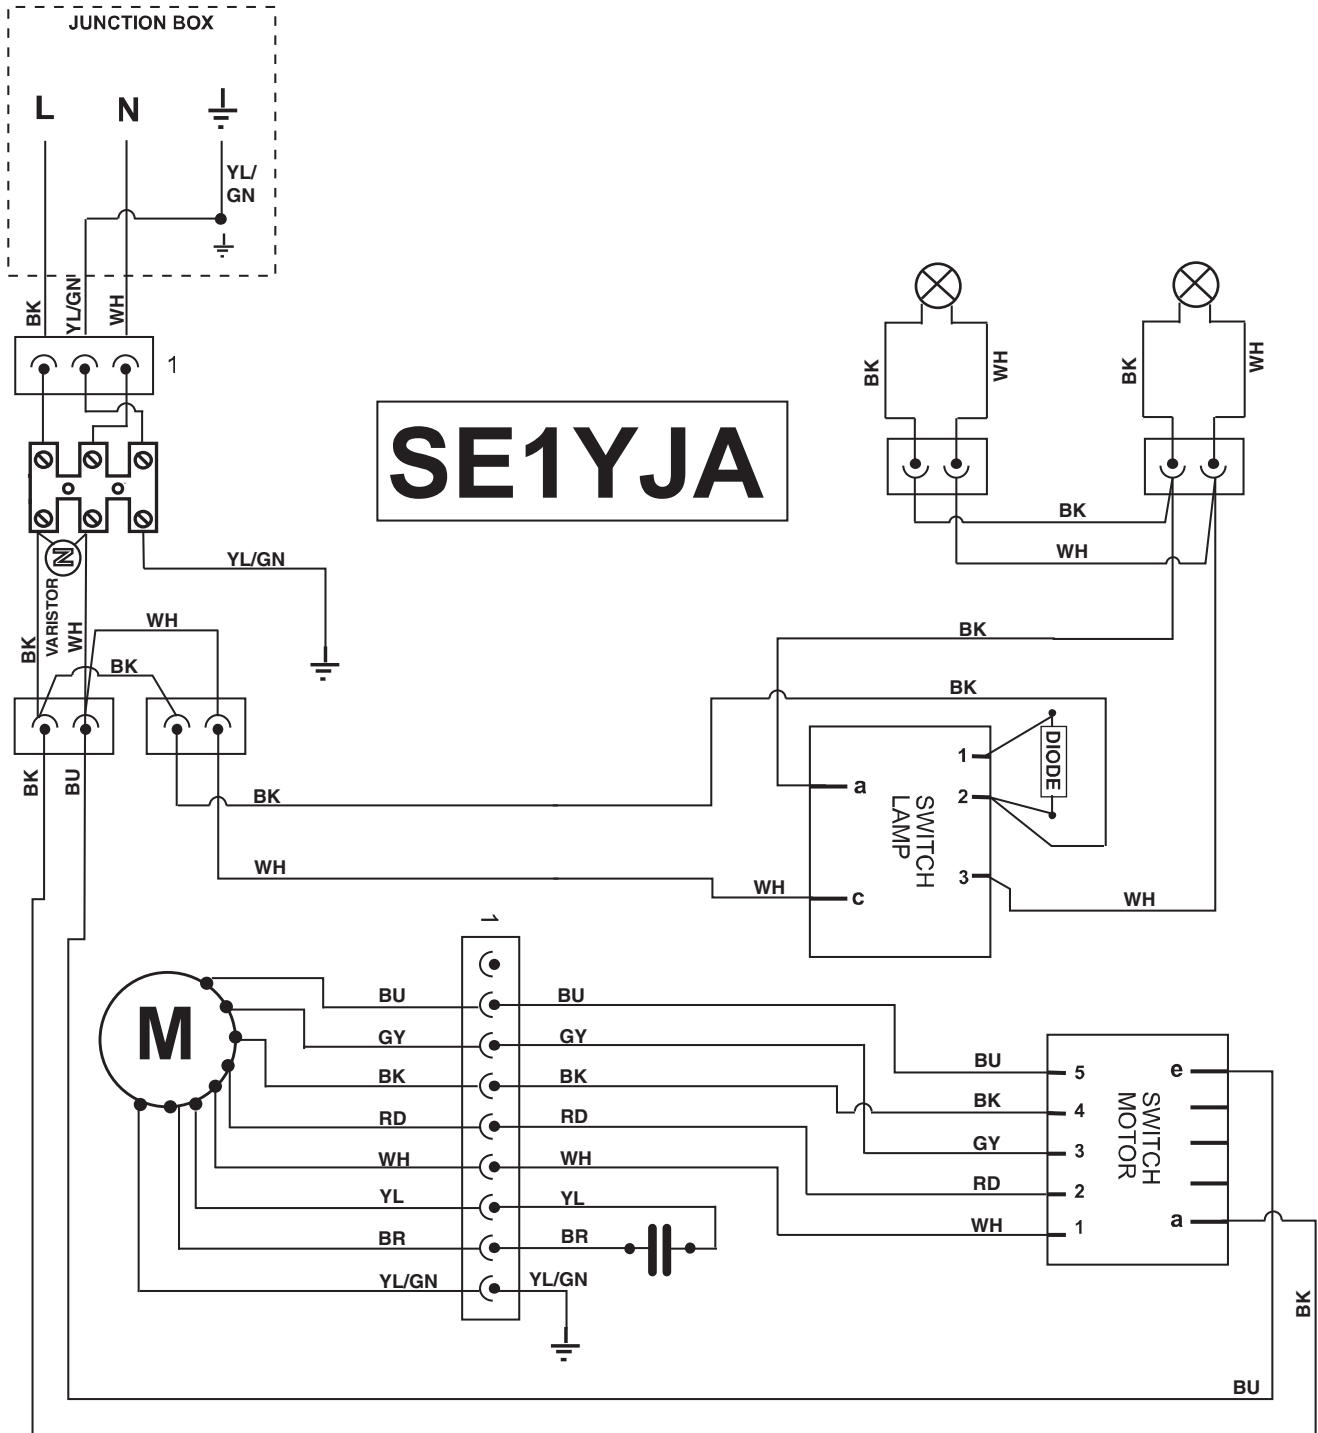 JUNCTION BOX
L
N
YL/
GN
BK
YL/GN
WH
1
SE1YJA
BK
WH
BK
WH
BK
WH
YL/GN
N
VARISTOR
BK
WH
WH
BK
BK
BK
BK
BU
BK
WH
WH
a
c
SWITCH
LAMP
1
2
3
DIODE
WH
1
M
BU
GY
BK
RD
WH
YL
BR
YL/GN
BU
GY
BK
RD
WH
YL
BR
YL/GN
BU
BK
GY
RD
WH
5
4
3
2
1
SWITCH
MOTOR
e
a
BK
BU